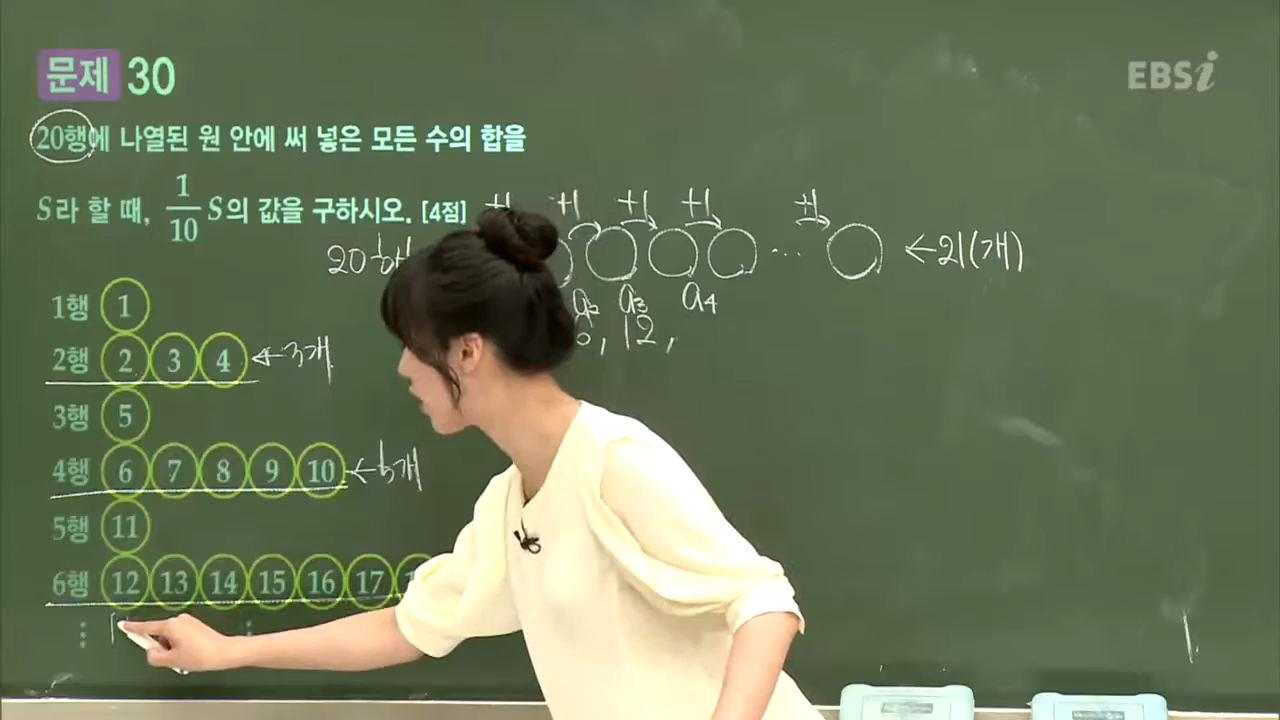 문제 30
EBSi
20행에 나열된 원 안에 써 넣은 모든 수의 합을
S라 할 때, 1/10 S의 값을 구하시오. [4점]
+1 +1 +1 +1
20행 … ←21(개)
a2 a3 a4
6, 12,
1행 1
2행 2 3 4 ←3개
3행 5
4행 6 7 8 9 10 ←5개
5행 11
6행 12 13 14 15 16 17
⋮ ⋮